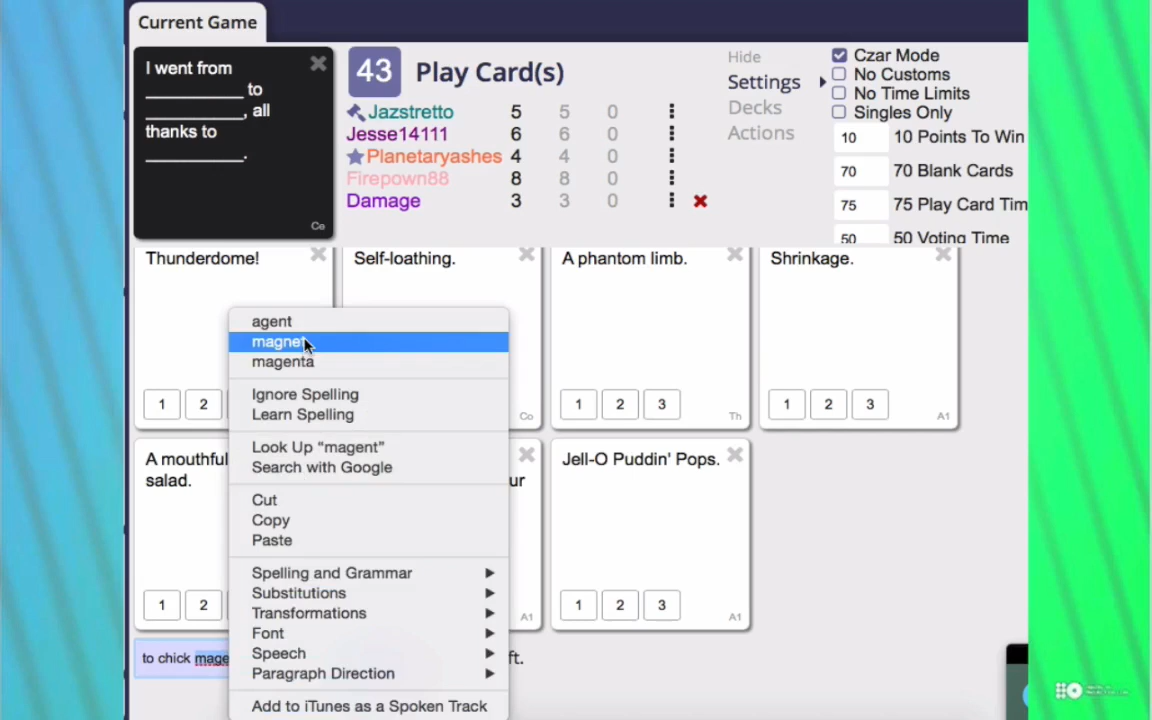 Current Game
I went from
__________ to
__________, all
thanks to
__________.
Co
43 Play Card(s)
Jazstretto 5 5 0
Jesse14111 6 6 0
Planetaryashes 4 4 0
Firepown88 8 8 0
Damage 3 3 0
Hide
Settings
Decks
Actions
Czar Mode
No Customs
No Time Limits
Singles Only
10 10 Points To Win
70 70 Blank Cards
75 75 Play Card Tim
50 50 Voting Time
Thunderdome!
1 2
Self-loathing.
Co
A phantom limb.
1 2 3
Th
Shrinkage.
1 2 3
A1
A mouthful
salad.
1 2
ur
A1
Jell-O Puddin' Pops.
1 2 3
A1
agent
magnet
magenta
Ignore Spelling
Learn Spelling
Look Up "magent"
Search with Google
Cut
Copy
Paste
Spelling and Grammar
Substitutions
Transformations
Font
Speech
Paragraph Direction
Add to iTunes as a Spoken Track
to chick mage
ft.